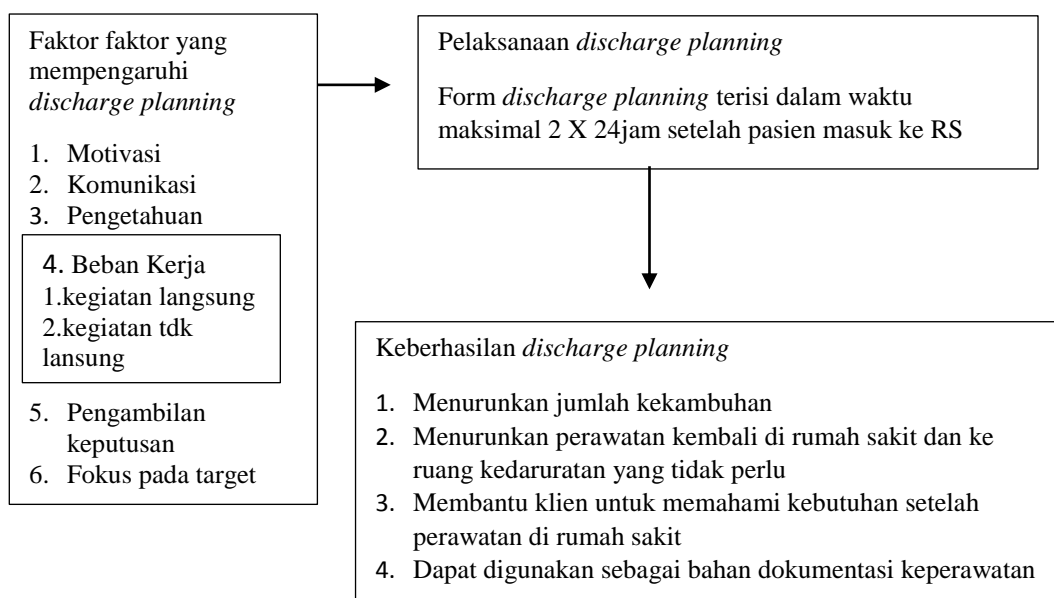 Faktor faktor yang
mempengaruhi
discharge planning
1. Motivasi
2. Komunikasi
3. Pengetahuan
4. Beban Kerja
1.kegiatan langsung
2.kegiatan tdk
lansung
5. Pengambilan
keputusan
6. Fokus pada target
Pelaksanaan discharge planning
Form discharge planning terisi dalam waktu
maksimal 2 X 24jam setelah pasien masuk ke RS
Keberhasilan discharge planning
1. Menurunkan jumlah kekambuhan
2. Menurunkan perawatan kembali di rumah sakit dan ke
ruang kedaruratan yang tidak perlu
3. Membantu klien untuk memahami kebutuhan setelah
perawatan di rumah sakit
4. Dapat digunakan sebagai bahan dokumentasi keperawatan